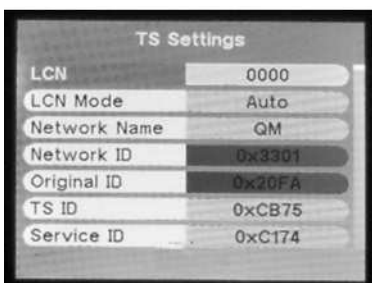 TS Settings
LCN 0000
LCN Mode Auto
Network Name QM
Network ID 0x3301
Original ID 0x20FA
TS ID 0xCB75
Service ID 0xC174